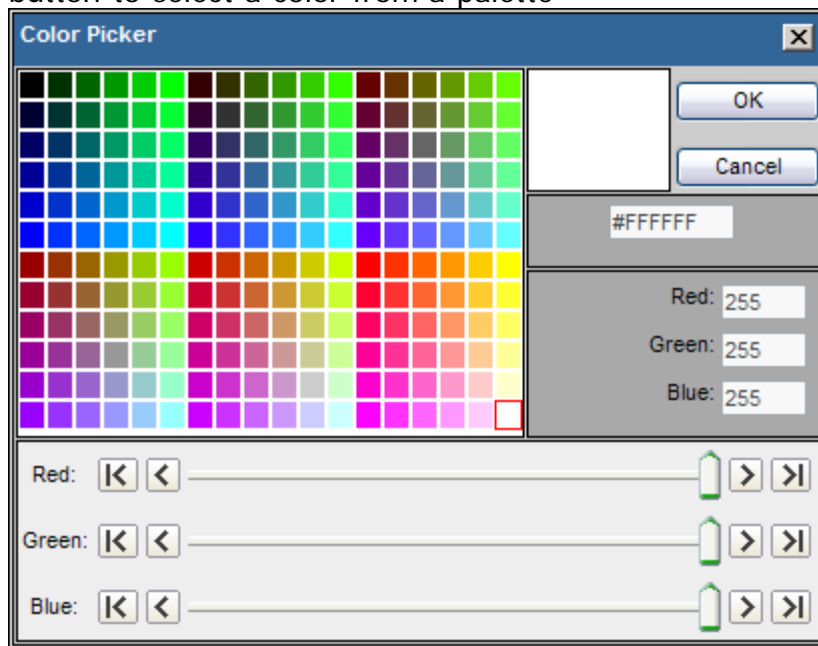 button to select a color from a palette
Color Picker
OK
Cancel
#FFFFFF
Red: 255
Green: 255
Blue: 255
Red:
Green:
Blue: